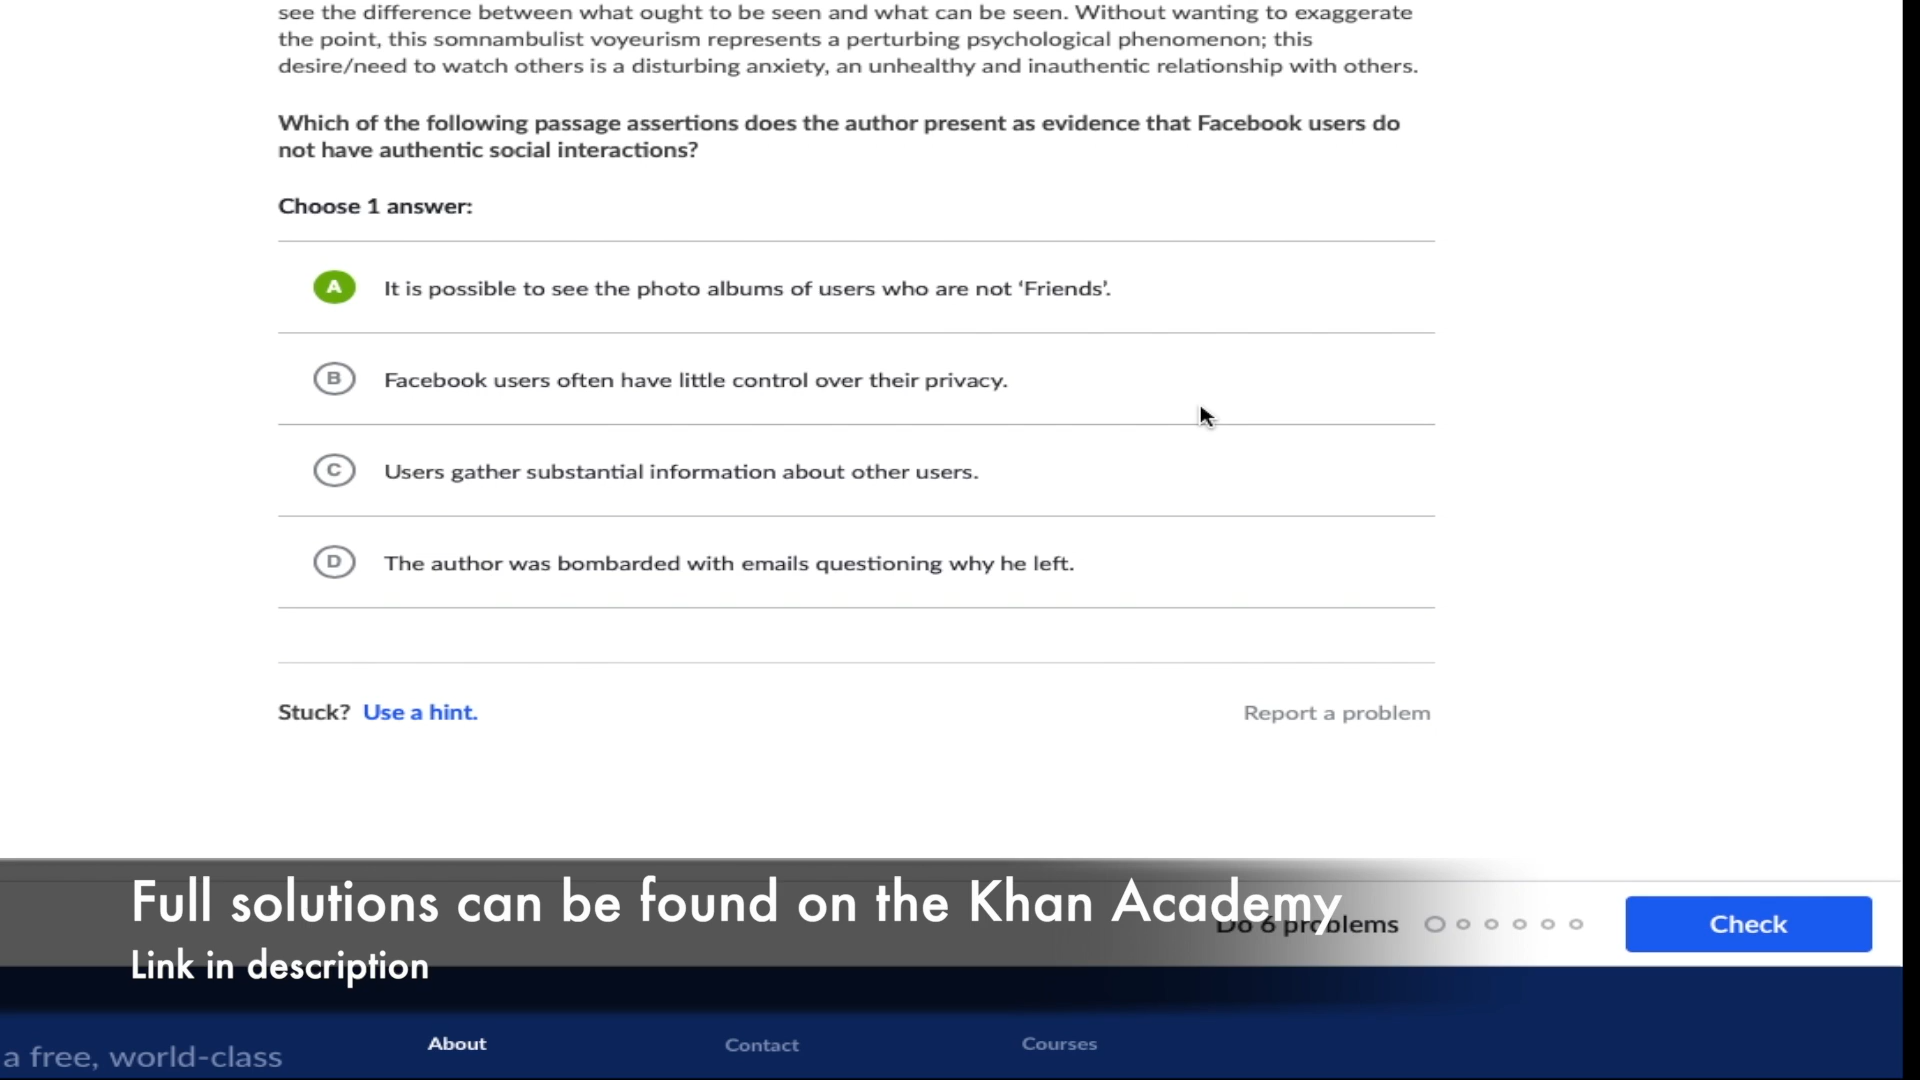 see the difference between what ought to be seen and what can be seen. Without wanting to exaggerate
the point, this somnambulist voyeurism represents a perturbing psychological phenomenon; this
desire/need to watch others is a disturbing anxiety, an unhealthy and inauthentic relationship with others.
Which of the following passage assertions does the author present as evidence that Facebook users do
not have authentic social interactions?
Choose 1 answer:
A It is possible to see the photo albums of users who are not ‘Friends’.
B Facebook users often have little control over their privacy.
C Users gather substantial information about other users.
D The author was bombarded with emails questioning why he left.
Stuck? Use a hint. Report a problem
Full solutions can be found on the Khan Academy
Do 6 problems Check
Link in description
a free, world-class About Contact Courses